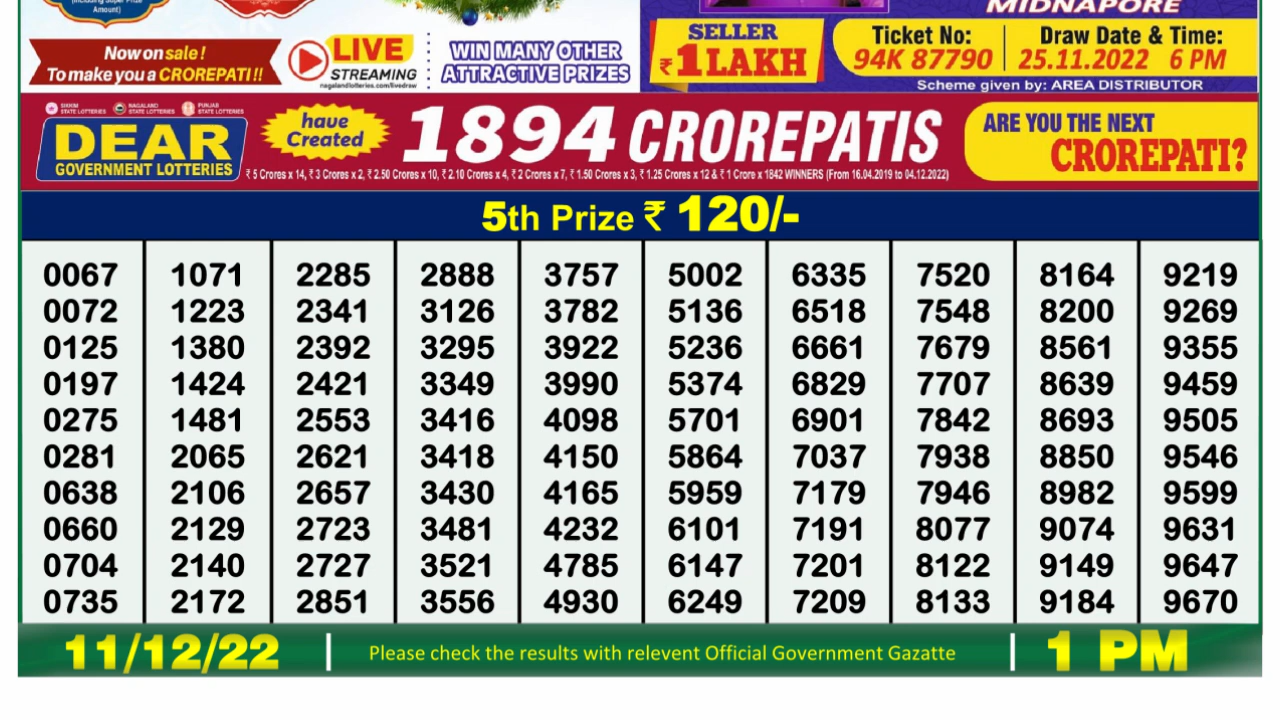 (Including Super Prize
Amount)
Now on sale!
To make you a CROREPATI!!
LIVE
STREAMING
nagalandlotteries.com/livedraw
WIN MANY OTHER
ATTRACTIVE PRIZES
MIDNAPORE
SELLER
₹1 LAKH
Ticket No:
94K 87790
Draw Date & Time:
25.11.2022 6 PM
Scheme given by: AREA DISTRIBUTOR
SIKKIM
STATE LOTTERIES
NAGALAND
STATE LOTTERIES
PUNJAB
STATE LOTTERIES
DEAR
GOVERNMENT LOTTERIES
have
Created
1894 CROREPATIS
₹ 5 Crores x 14, ₹ 3 Crores x 2, ₹ 2.50 Crores x 10, ₹ 2.10 Crores x 4, ₹ 2 Crores x 7, ₹ 1.50 Crores x 3, ₹ 1.25 Crores x 12 & ₹ 1 Crore x 1842 WINNERS (From 16.04.2019 to 04.12.2022)
ARE YOU THE NEXT
CROREPATI?
5th Prize ₹ 120/-
0067 1071 2285 2888 3757 5002 6335 7520 8164 9219
0072 1223 2341 3126 3782 5136 6518 7548 8200 9269
0125 1380 2392 3295 3922 5236 6661 7679 8561 9355
0197 1424 2421 3349 3990 5374 6829 7707 8639 9459
0275 1481 2553 3416 4098 5701 6901 7842 8693 9505
0281 2065 2621 3418 4150 5864 7037 7938 8850 9546
0638 2106 2657 3430 4165 5959 7179 7946 8982 9599
0660 2129 2723 3481 4232 6101 7191 8077 9074 9631
0704 2140 2727 3521 4785 6147 7201 8122 9149 9647
0735 2172 2851 3556 4930 6249 7209 8133 9184 9670
11/12/22
Please check the results with relevent Official Government Gazatte
1 PM